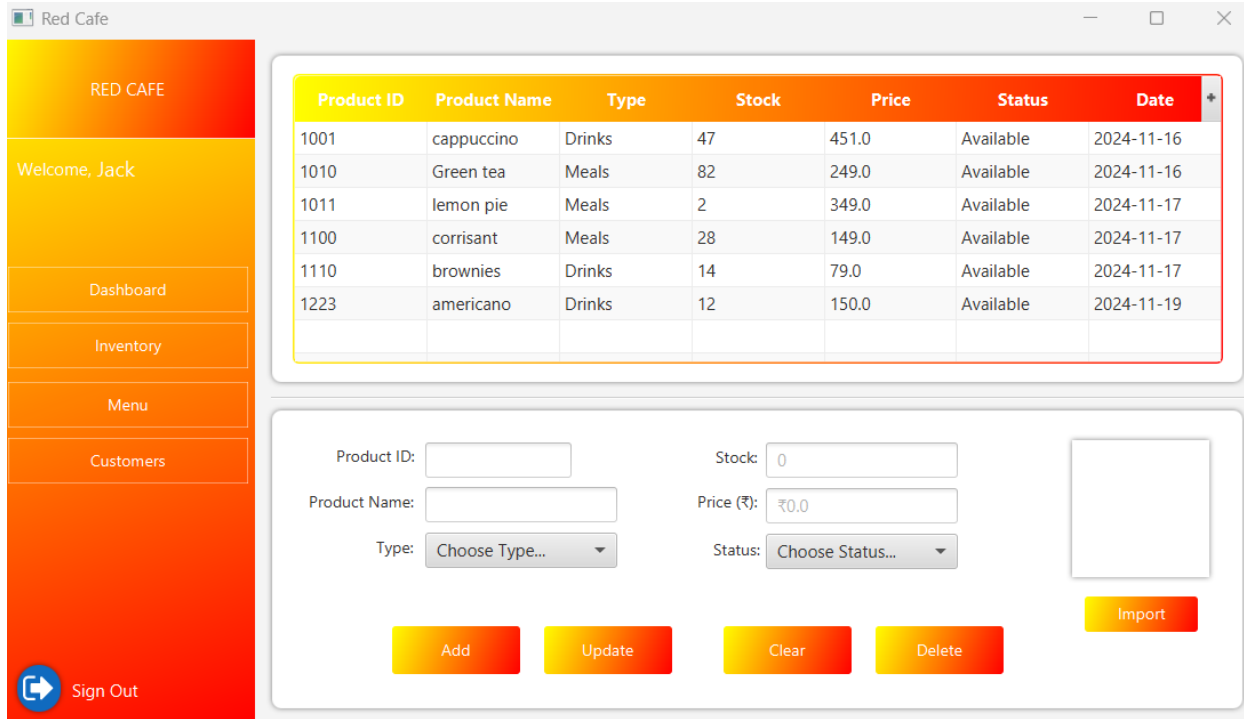 Red Cafe
RED CAFE
Welcome, Jack
Dashboard
Inventory
Menu
Customers
Sign Out
Product ID Product Name Type Stock Price Status Date +
1001 cappuccino Drinks 47 451.0 Available 2024-11-16
1010 Green tea Meals 82 249.0 Available 2024-11-16
1011 lemon pie Meals 2 349.0 Available 2024-11-17
1100 corrisant Meals 28 149.0 Available 2024-11-17
1110 brownies Drinks 14 79.0 Available 2024-11-17
1223 americano Drinks 12 150.0 Available 2024-11-19
Product ID: Stock: 0
Product Name: Price (₹): ₹0.0
Type: Choose Type... Status: Choose Status...
Import
Add Update Clear Delete